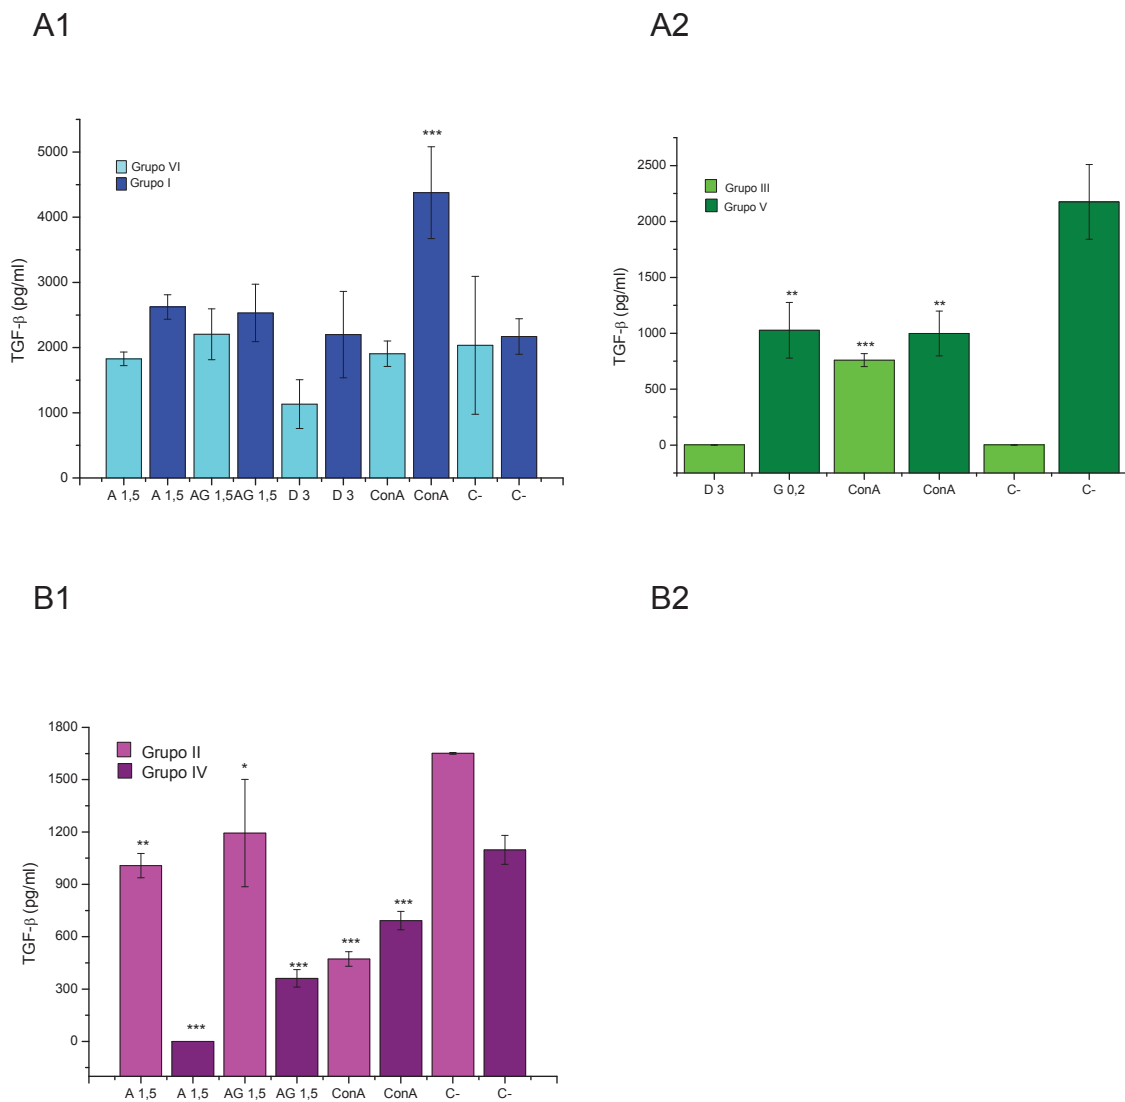 A1
A2
TGF-β (pg/ml)
5000
4000
3000
2000
1000
0
Grupo VI
Grupo I
***
A 1,5 A 1,5 AG 1,5 AG 1,5 D 3 D 3 ConA ConA C- C-
TGF-β (pg/ml)
2500
2000
1500
1000
500
0
Grupo III
Grupo V
**
***
**
D 3 G 0,2 ConA ConA C- C-
B1
B2
TGF-β (pg/ml)
1800
1500
1200
900
600
300
0
Grupo II
Grupo IV
**
***
*
***
***
***
A 1,5 A 1,5 AG 1,5 AG 1,5 ConA ConA C- C-